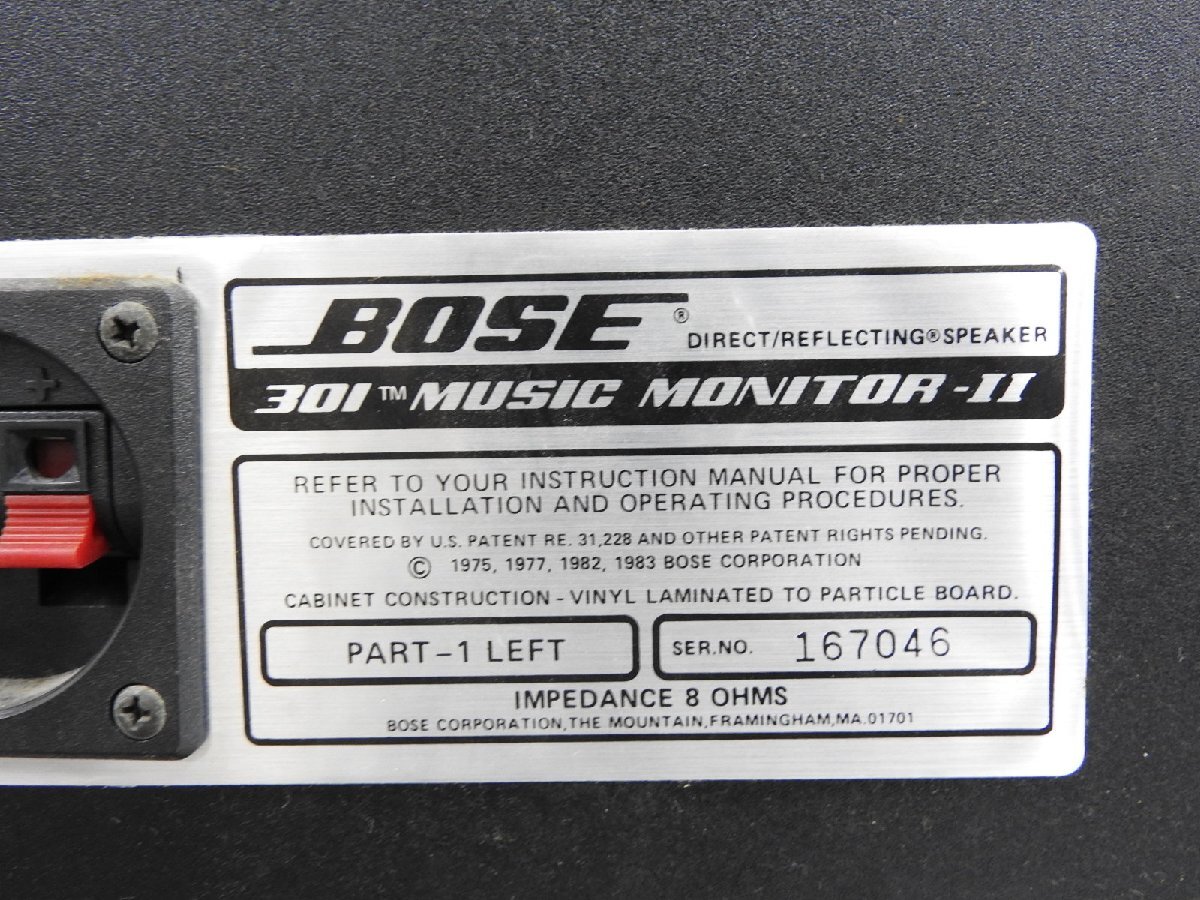 BOSE® DIRECT/REFLECTING® SPEAKER
301™ MUSIC MONITOR-II
REFER TO YOUR INSTRUCTION MANUAL FOR PROPER
INSTALLATION AND OPERATING PROCEDURES.
COVERED BY U.S. PATENT RE. 31,228 AND OTHER PATENT RIGHTS PENDING.
© 1975, 1977, 1982, 1983 BOSE CORPORATION
CABINET CONSTRUCTION - VINYL LAMINATED TO PARTICLE BOARD.
PART-1 LEFT
SER.NO. 167046
IMPEDANCE 8 OHMS
BOSE CORPORATION, THE MOUNTAIN, FRAMINGHAM, MA. 01701
+